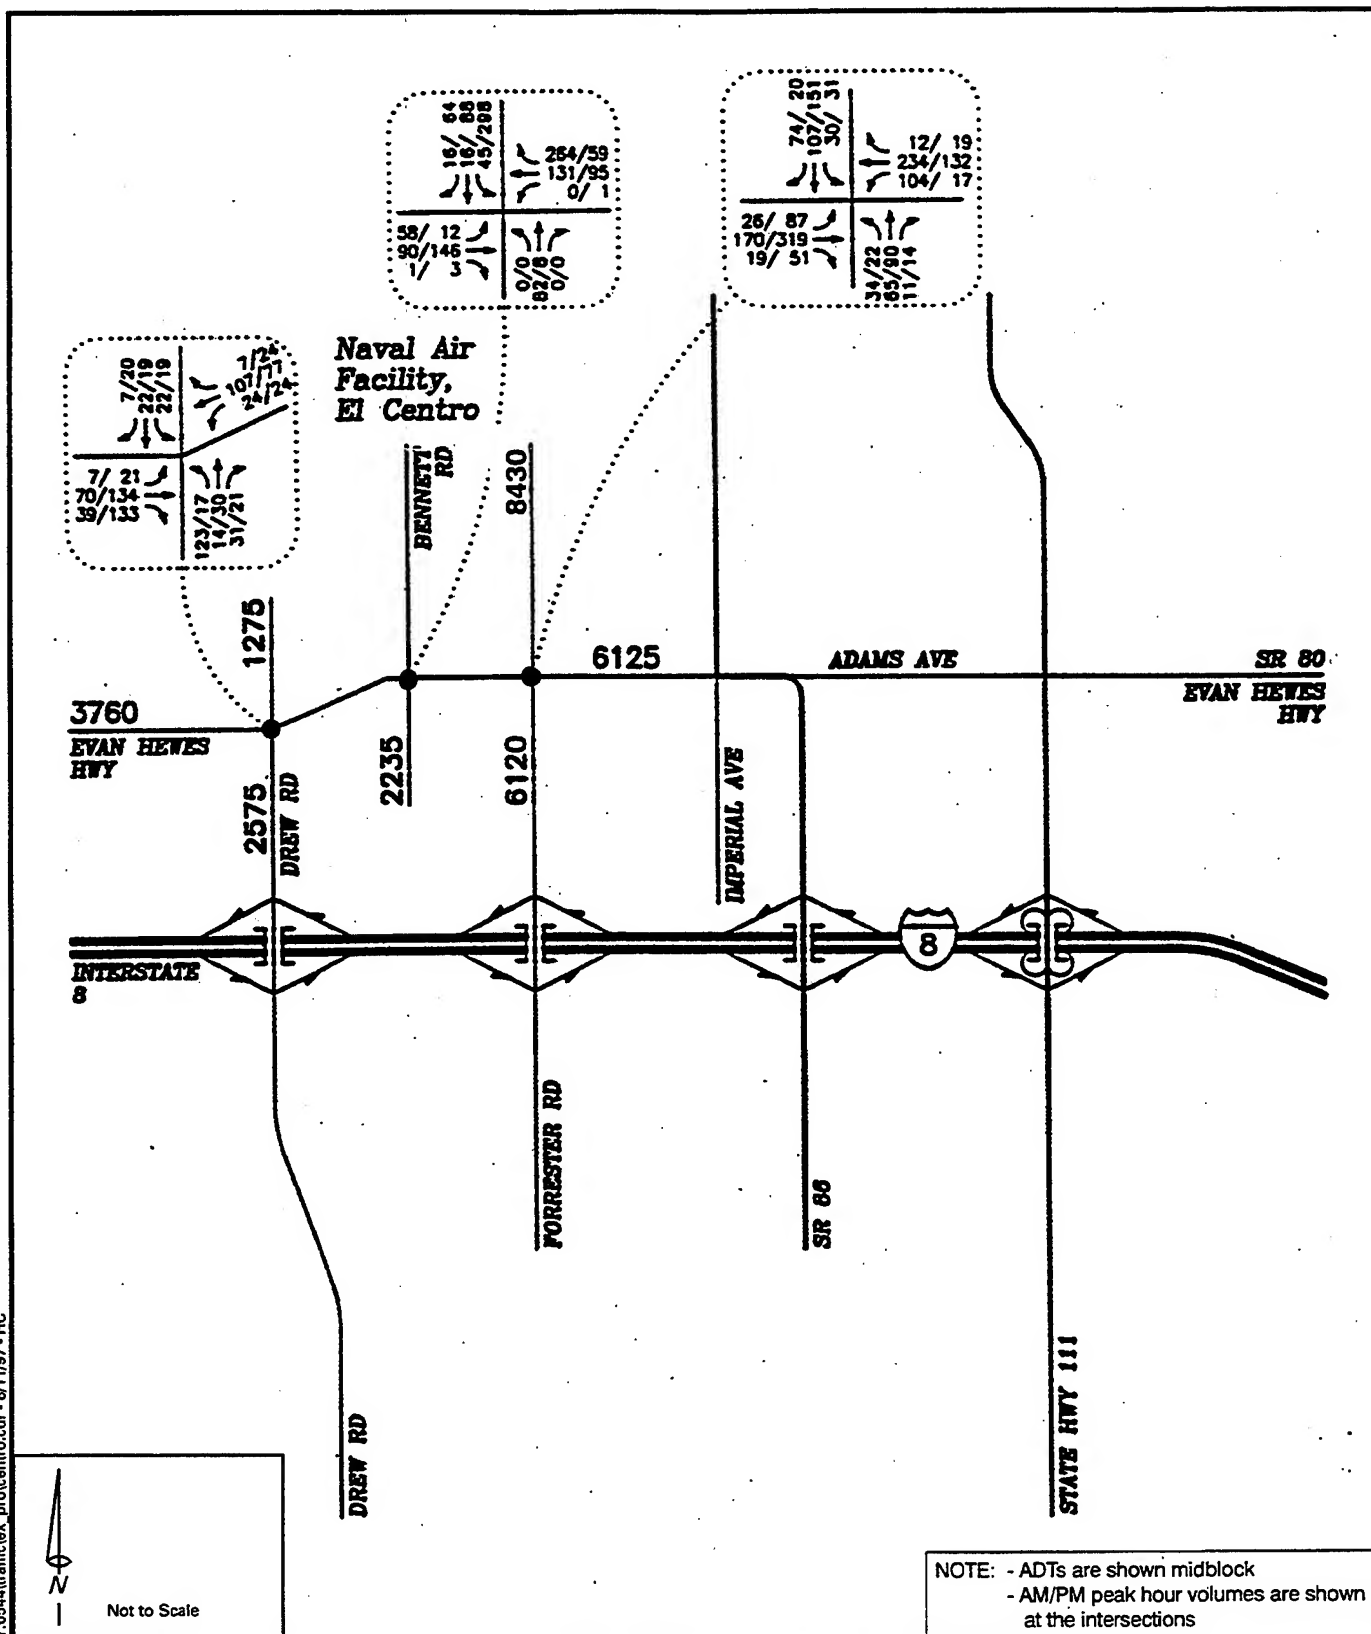 16/ 64
16/ 88
45/298
264/59
131/95
0/ 1
58/ 12
90/146
1/ 3
0/0
82/8
0/0
74/ 20
107/151
30/ 31
12/ 19
234/132
104/ 17
26/ 87
170/319
19/ 51
34/22
65/90
11/14
7/20
22/19
22/19
7/24
107/77
24/24
7/ 21
70/134
39/133
123/17
14/30
31/21
Naval Air
Facility,
El Centro
BENNETT
RD
8430
1275
6125
ADAMS AVE
SR 80
EVAN HEWES
HWY
3760
EVAN HEWES
HWY
2575
DREW RD
2235
6120
IMPERIAL AVE
INTERSTATE
8
8
FORRESTER RD
SR 86
DREW RD
STATE HWY 111
N
Not to Scale
NOTE: - ADTs are shown midblock
- AM/PM peak hour volumes are shown
at the intersections